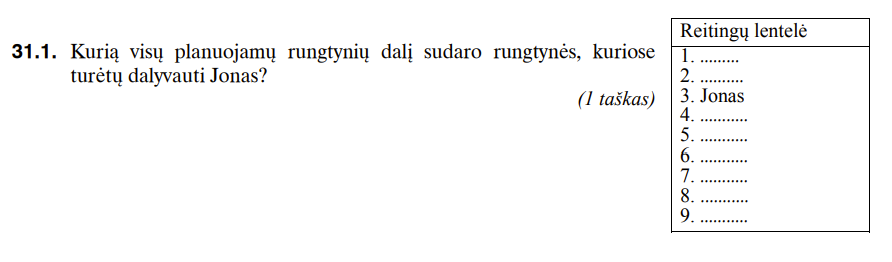 31.1. Kurią visų planuojamų rungtynių dalį sudaro rungtynės, kuriose
turėtų dalyvauti Jonas?
(1 taškas)
Reitingų lentelė
1. .........
2. ..........
3. Jonas
4. ...........
5. ...........
6. ...........
7. ...........
8. ...........
9. ...........